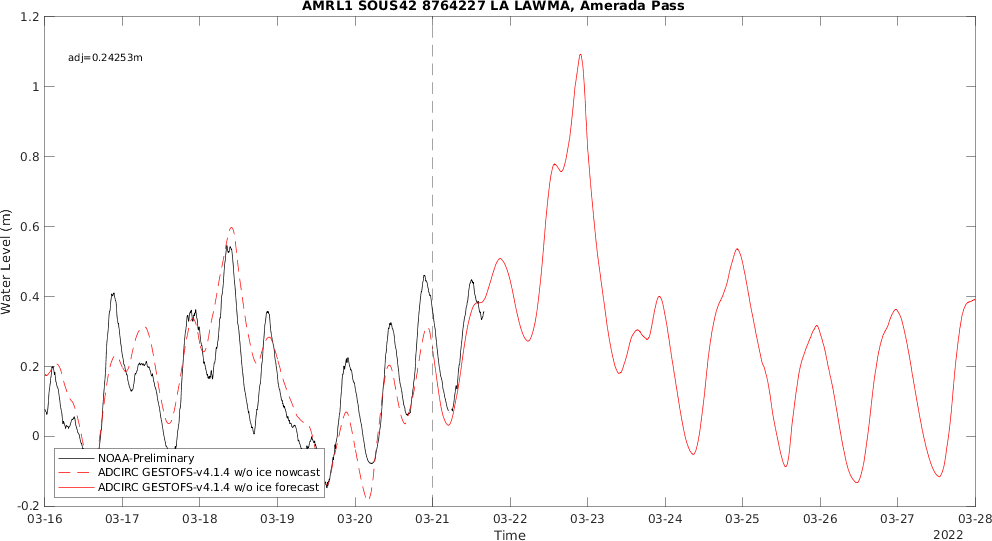 AMRL1 SOUS42 8764227 LA LAWMA, Amerada Pass
adj=0.24253m
Water Level (m)
1.2
1
0.8
0.6
0.4
0.2
0
-0.2
NOAA-Preliminary
ADCIRC GESTOFS-v4.1.4 w/o ice nowcast
ADCIRC GESTOFS-v4.1.4 w/o ice forecast
03-16 03-17 03-18 03-19 03-20 03-21 03-22 03-23 03-24 03-25 03-26 03-27 03-28
Time
2022